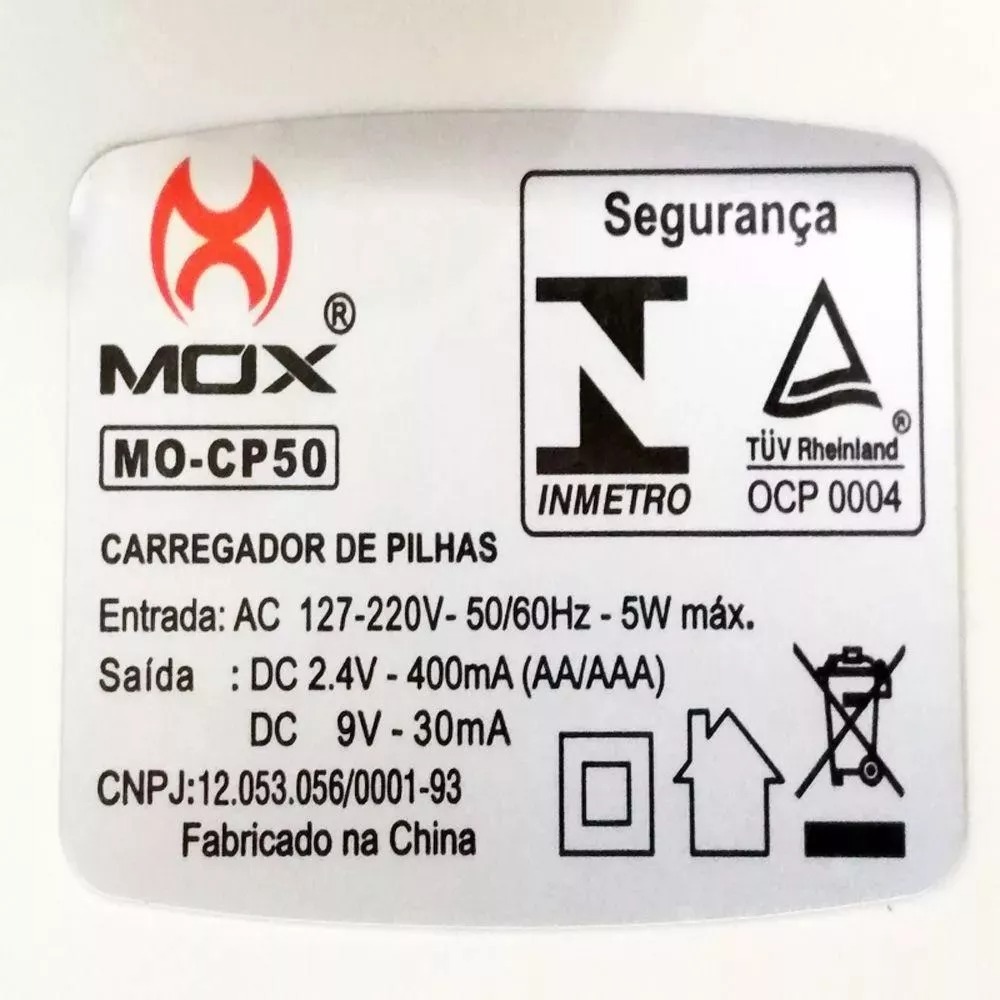 MOX®
MO-CP50
Segurança
INMETRO
TÜV Rheinland®
OCP 0004
CARREGADOR DE PILHAS
Entrada: AC 127-220V- 50/60Hz - 5W máx.
Saída : DC 2.4V - 400mA (AA/AAA)
DC 9V - 30mA
CNPJ:12.053.056/0001-93
Fabricado na China